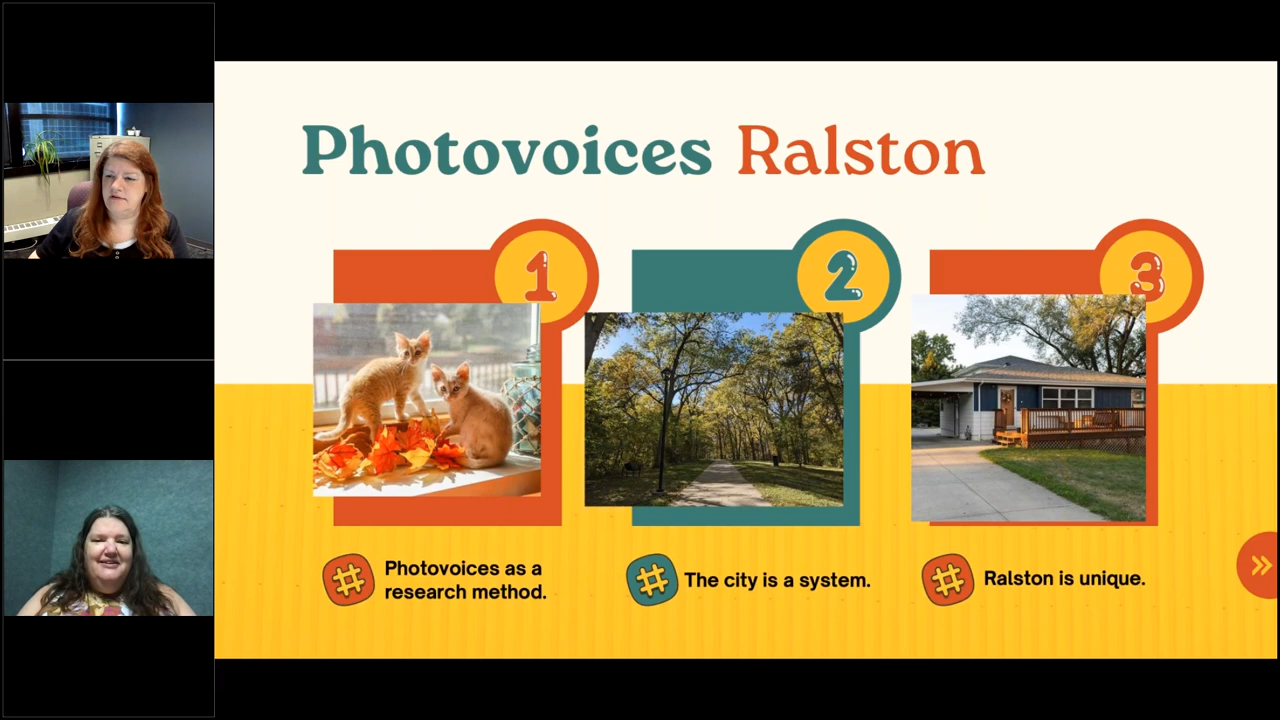 Photovoices Ralston
1
2
3
Photovoices as a
research method.
The city is a system.
Ralston is unique.